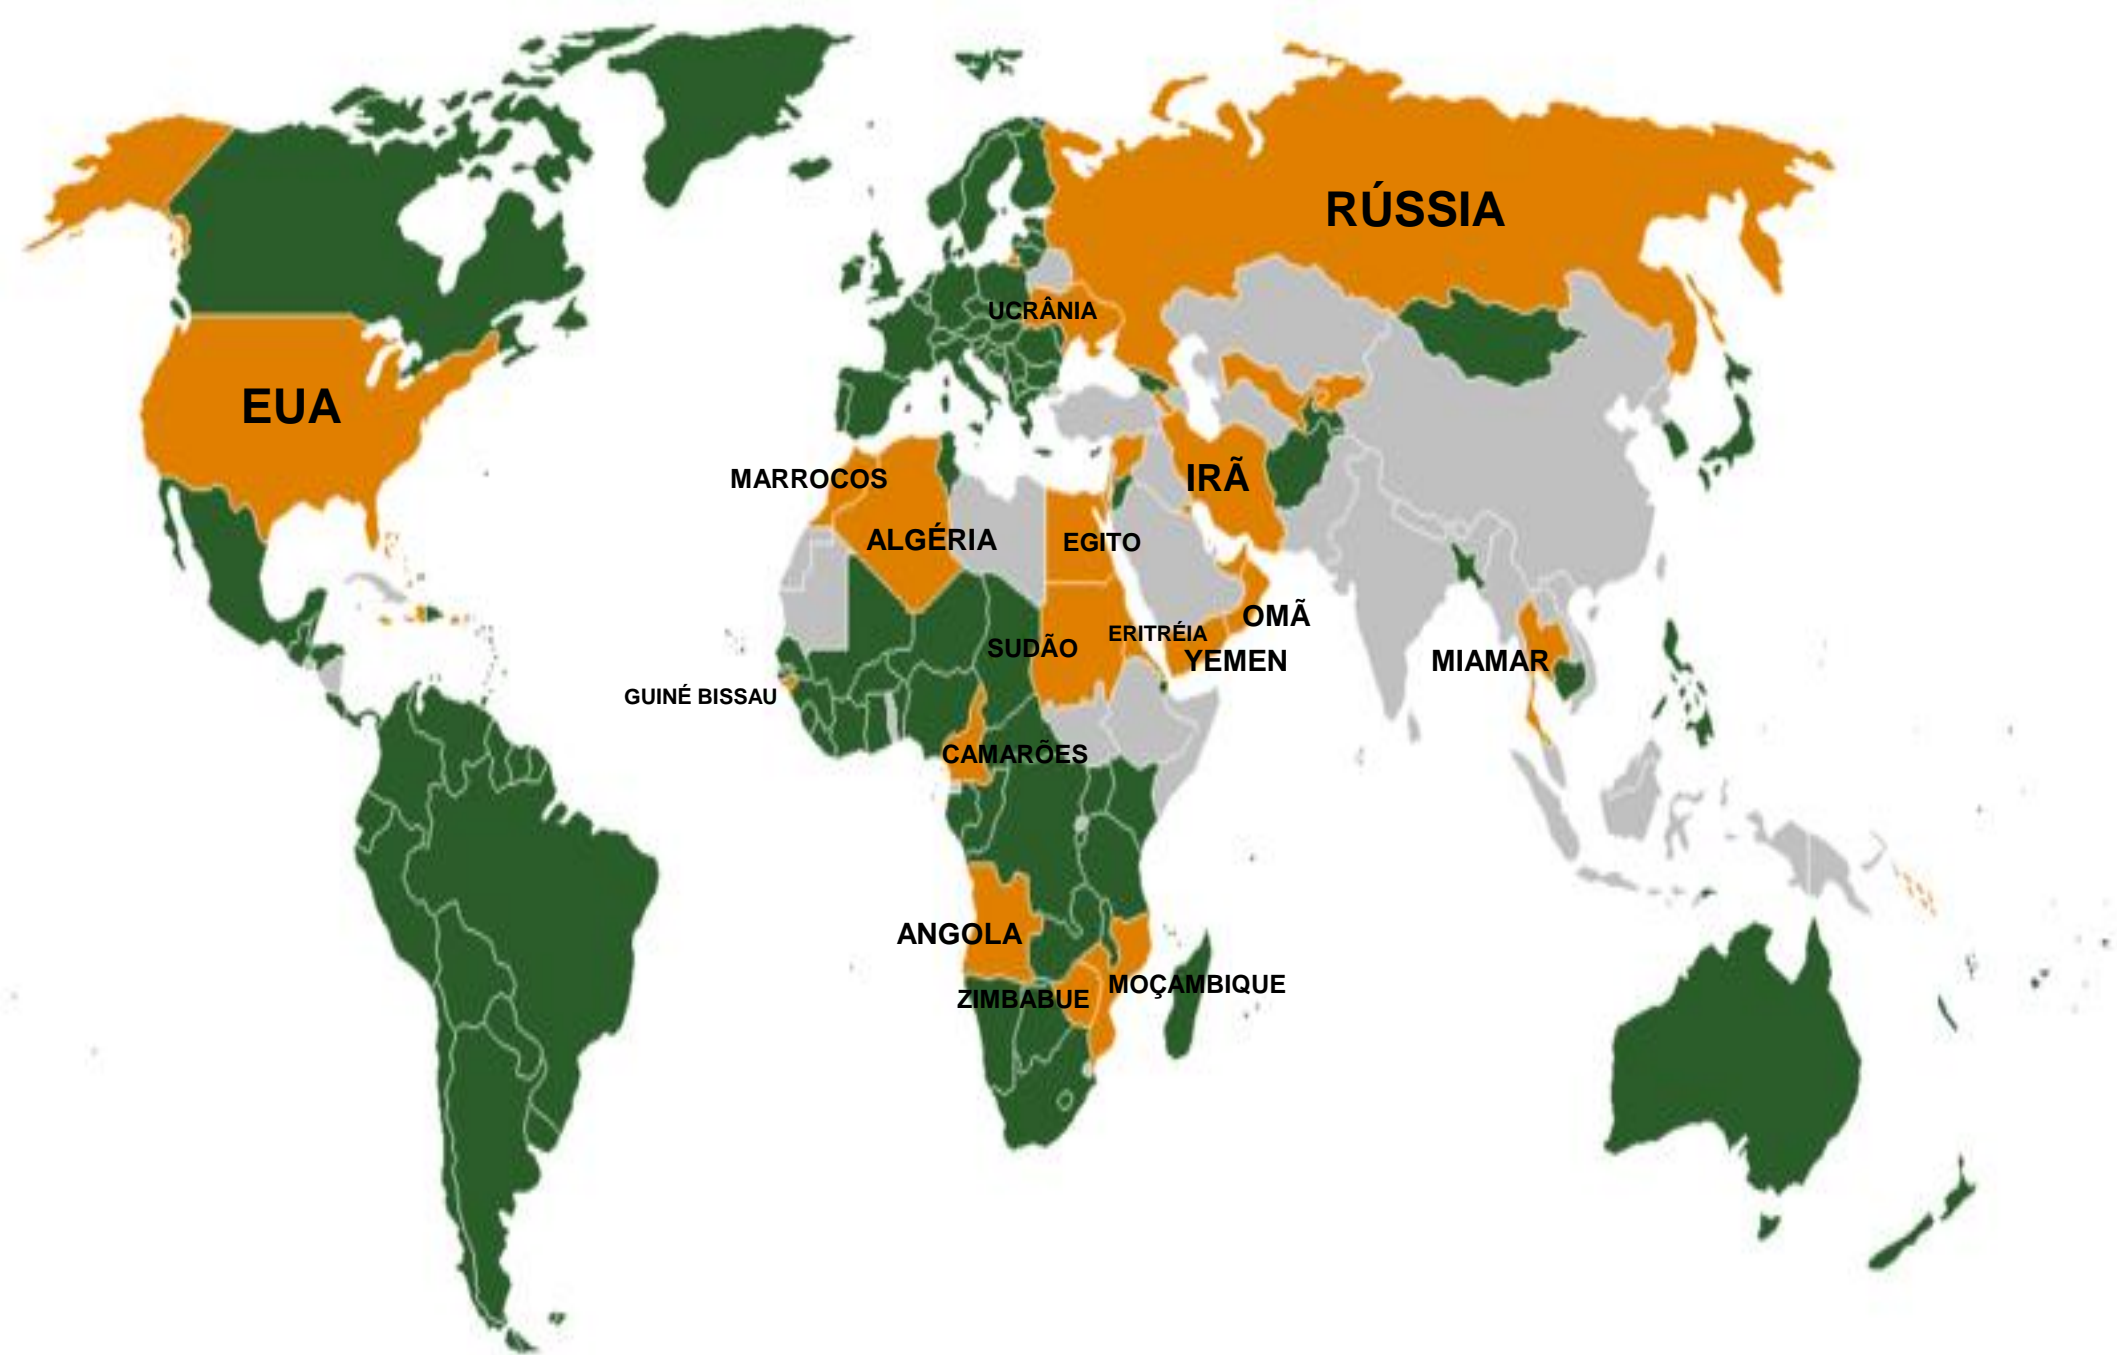 RÚSSIA
UCRÂNIA
EUA
MARROCOS
IRÃ
ALGÉRIA
EGITO
OMÃ
ERITRÉIA
SUDÃO
YEMEN
MIAMAR
GUINÉ BISSAU
CAMARÕES
ANGOLA
MOÇAMBIQUE
ZIMBABUE